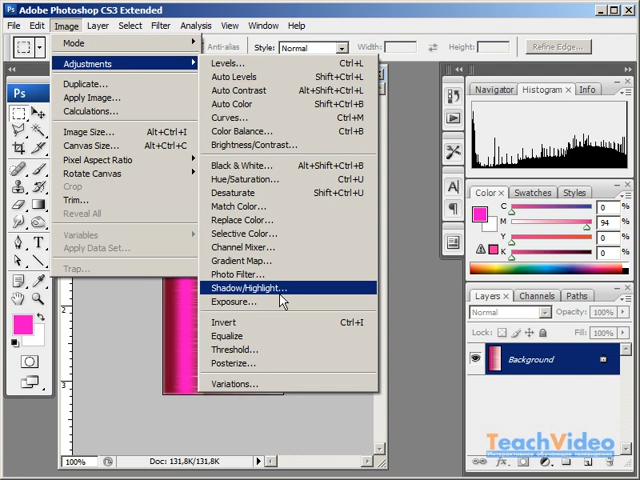 Adobe Photoshop CS3 Extended
File Edit Image Layer Select Filter Analysis View Window Help
Anti-alias Style: Normal Width: Height: Refine Edge...
Mode
Adjustments
Duplicate...
Apply Image...
Calculations...
Image Size... Alt+Ctrl+I
Canvas Size... Alt+Ctrl+C
Pixel Aspect Ratio
Rotate Canvas
Crop
Trim...
Reveal All
Variables
Apply Data Set...
Trap...
Levels... Ctrl+L
Auto Levels Shift+Ctrl+L
Auto Contrast Alt+Shift+Ctrl+L
Auto Color Shift+Ctrl+B
Curves... Ctrl+M
Color Balance... Ctrl+B
Brightness/Contrast...
Black & White... Alt+Shift+Ctrl+B
Hue/Saturation... Ctrl+U
Desaturate Shift+Ctrl+U
Match Color...
Replace Color...
Selective Color...
Channel Mixer...
Gradient Map...
Photo Filter...
Shadow/Highlight...
Exposure...
Invert Ctrl+I
Equalize
Threshold...
Posterize...
Variations...
Ps
2
3
100% Doc: 131,8K/131,8K
Navigator Histogram Info
Color Swatches Styles
C 0 %
M 94 %
Y 0 %
K 0 %
Layers Channels Paths
Normal Opacity:
Lock: Fill:
Background
TeachVideo